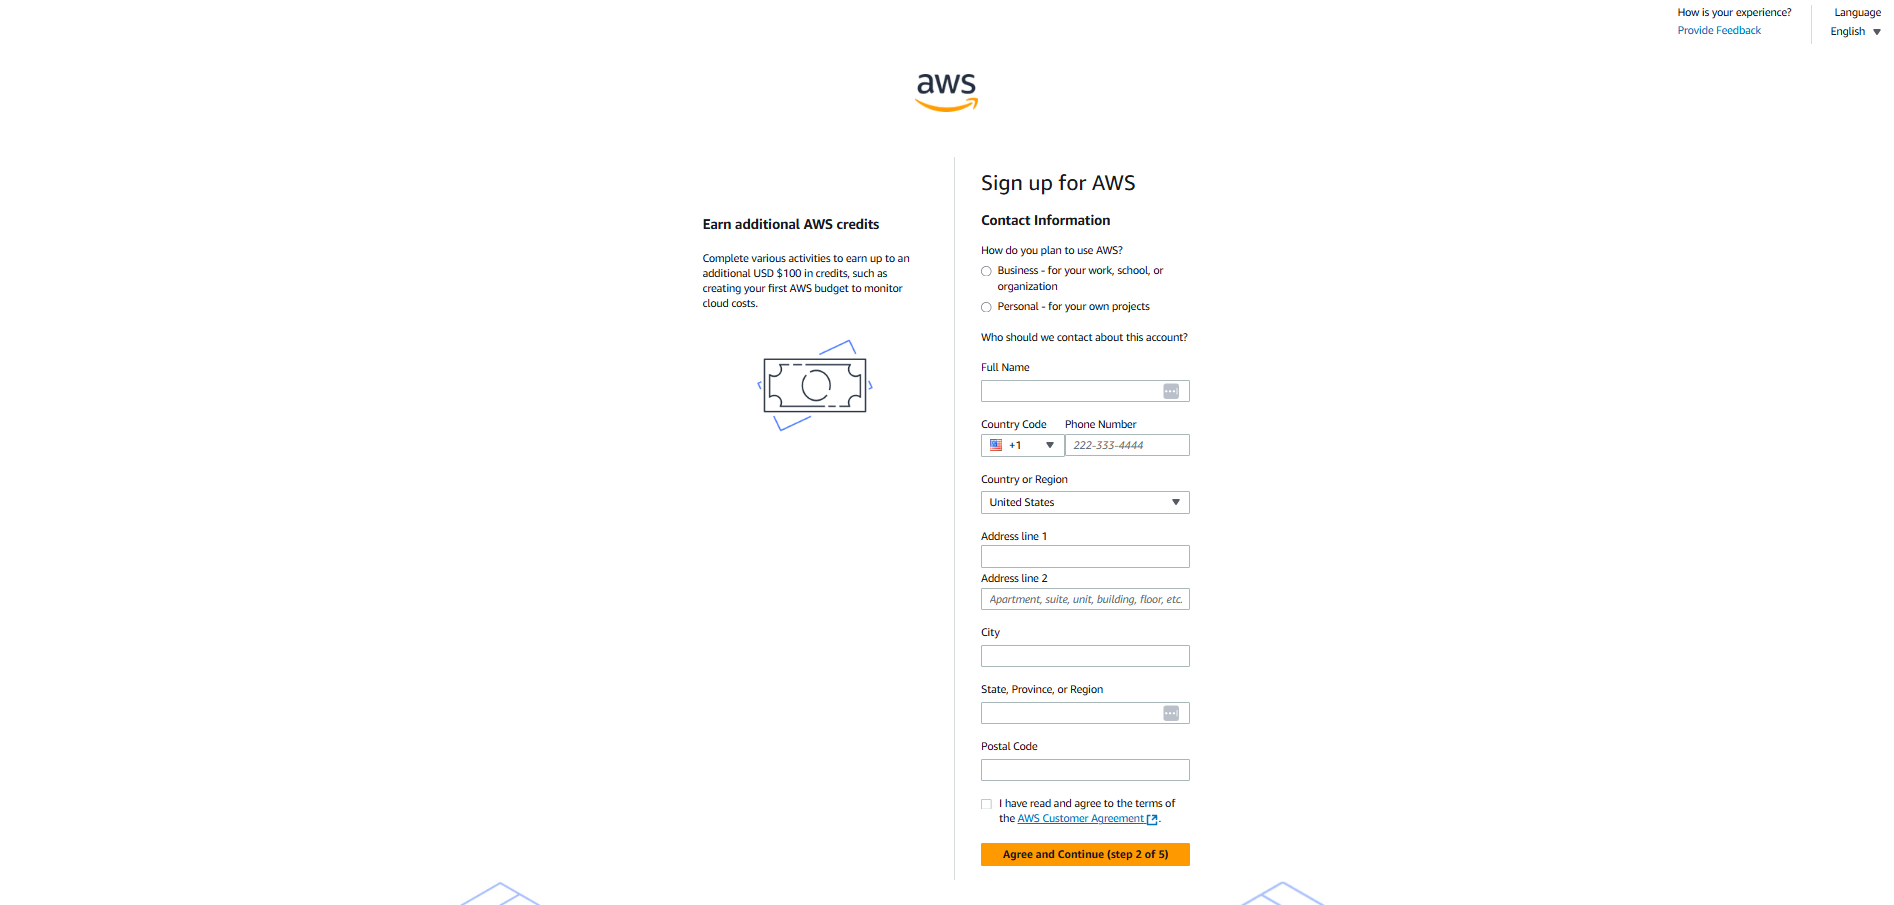 How is your experience?
Provide Feedback
Language
English
aws
Earn additional AWS credits
Complete various activities to earn up to an
additional USD $100 in credits, such as
creating your first AWS budget to monitor
cloud costs.
Sign up for AWS
Contact Information
How do you plan to use AWS?
Business - for your work, school, or
organization
Personal - for your own projects
Who should we contact about this account?
Full Name
Country Code Phone Number
+1 222-333-4444
Country or Region
United States
Address line 1
Address line 2
Apartment, suite, unit, building, floor, etc.
City
State, Province, or Region
Postal Code
I have read and agree to the terms of
the AWS Customer Agreement.
Agree and Continue (step 2 of 5)